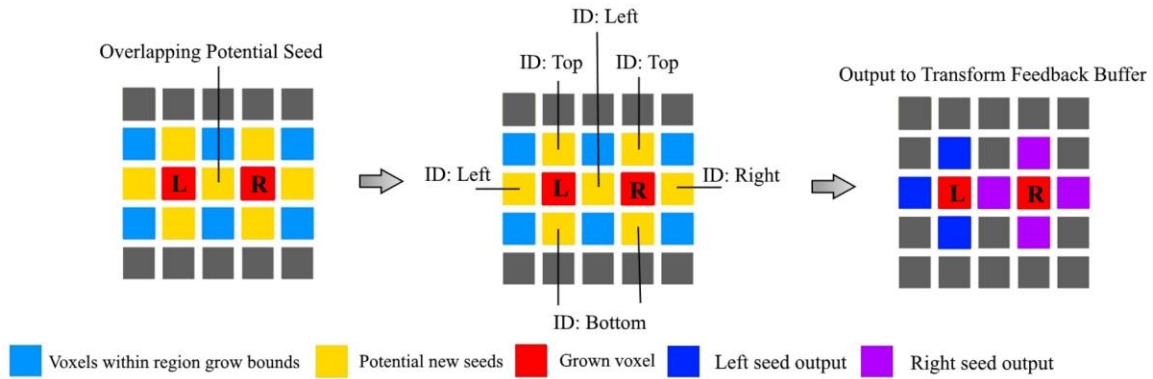 ID: Left
Overlapping Potential Seed
ID: Top ID: Top
Output to Transform Feedback Buffer
L R
ID: Left L R ID: Right
L R
ID: Bottom
Voxels within region grow bounds Potential new seeds Grown voxel Left seed output Right seed output